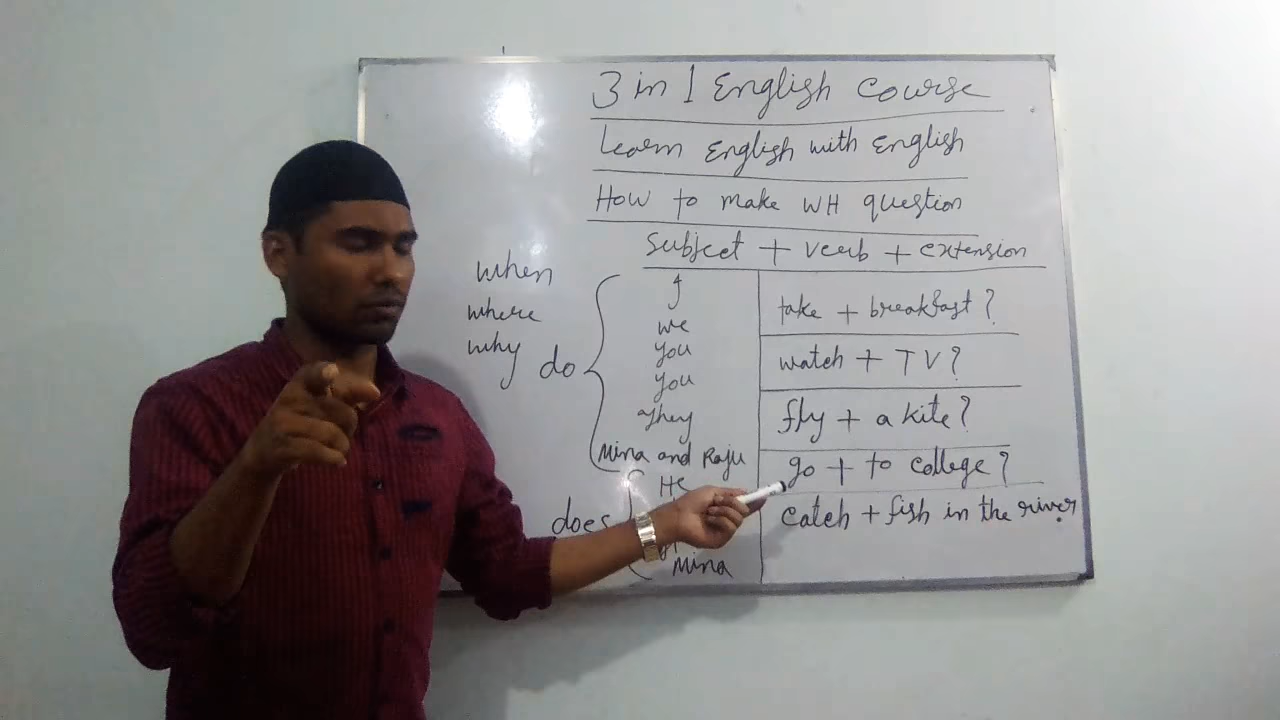 3 in 1 English Course
Learn English with English
How to make WH question
Subject + verb + extension
when
where
why
do
I
we
you
you
They
Mina and Raju
does
He
Mina
take + breakfast?
watch + TV?
fly + a kite?
go + to college?
catch + fish in the river